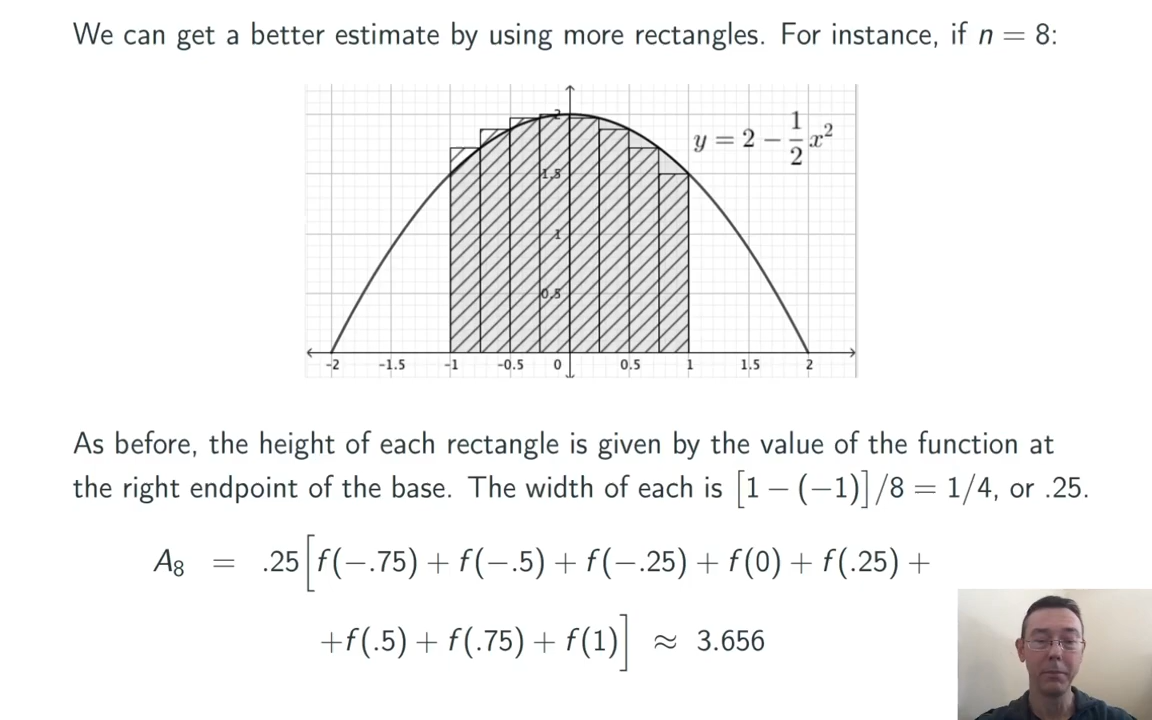 We can get a better estimate by using more rectangles. For instance, if n = 8:
2
y = 2 − 1/2 x²
1.5
1
0.5
-2 -1.5 -1 -0.5 0 0.5 1 1.5 2
As before, the height of each rectangle is given by the value of the function at
the right endpoint of the base. The width of each is [1 − (−1)]/8 = 1/4, or .25.
A₈ = .25[f(−.75) + f(−.5) + f(−.25) + f(0) + f(.25) +
+f(.5) + f(.75) + f(1)] ≈ 3.656